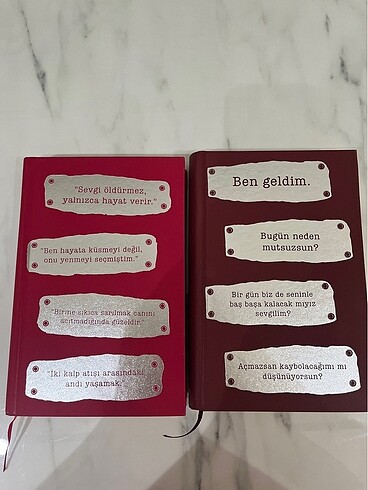 "Sevgi öldürmez,
yalnızca hayat verir."
"Ben hayata küsmeyi değil,
onu yenmeyi seçmiştim."
"Birine sıkıca sarılmak canını
acıtmadığında güzeldir."
"İki kalp atışı arasındaki
andı yaşamak."
Ben geldim.
Bugün neden
mutsuzsun?
Bir gün biz de seninle
baş başa kalacak mıyız
sevgilim?
Açmazsan kaybolacağımı mı
düşünüyorsun?